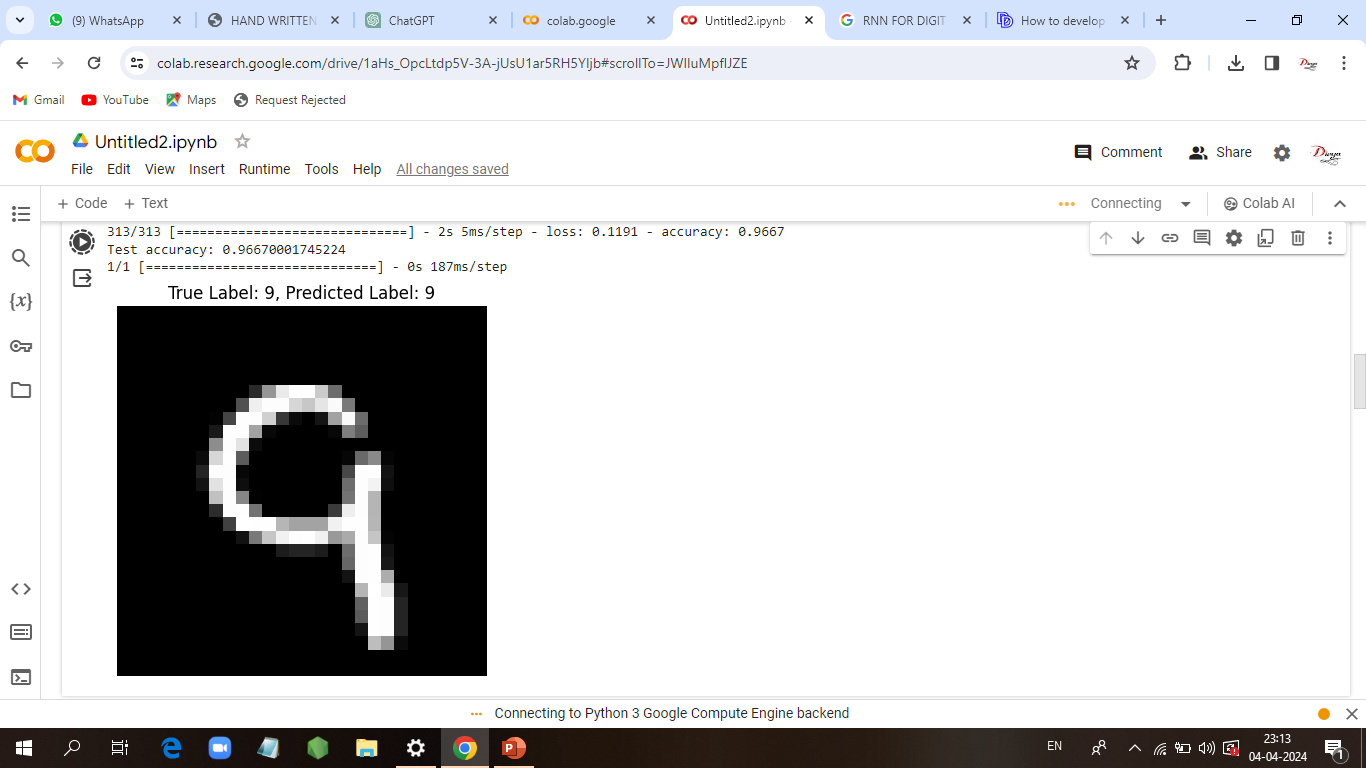 (9) WhatsApp
HAND WRITTEN
ChatGPT
colab.google
Untitled2.ipynb
RNN FOR DIGIT
How to develop
colab.research.google.com/drive/1aHs_OpcLtdp5V-3A-jUsU1ar5RH5Yljb#scrollTo=JWlIuMpfIJZE
Gmail
YouTube
Maps
Request Rejected
Untitled2.ipynb
File Edit View Insert Runtime Tools Help All changes saved
Comment
Share
+ Code + Text
Connecting
Colab AI
313/313 [==============================] - 2s 5ms/step - loss: 0.1191 - accuracy: 0.9667
Test accuracy: 0.96670001745224
1/1 [==============================] - 0s 187ms/step
True Label: 9, Predicted Label: 9
9
Connecting to Python 3 Google Compute Engine backend
EN
23:13
04-04-2024
1